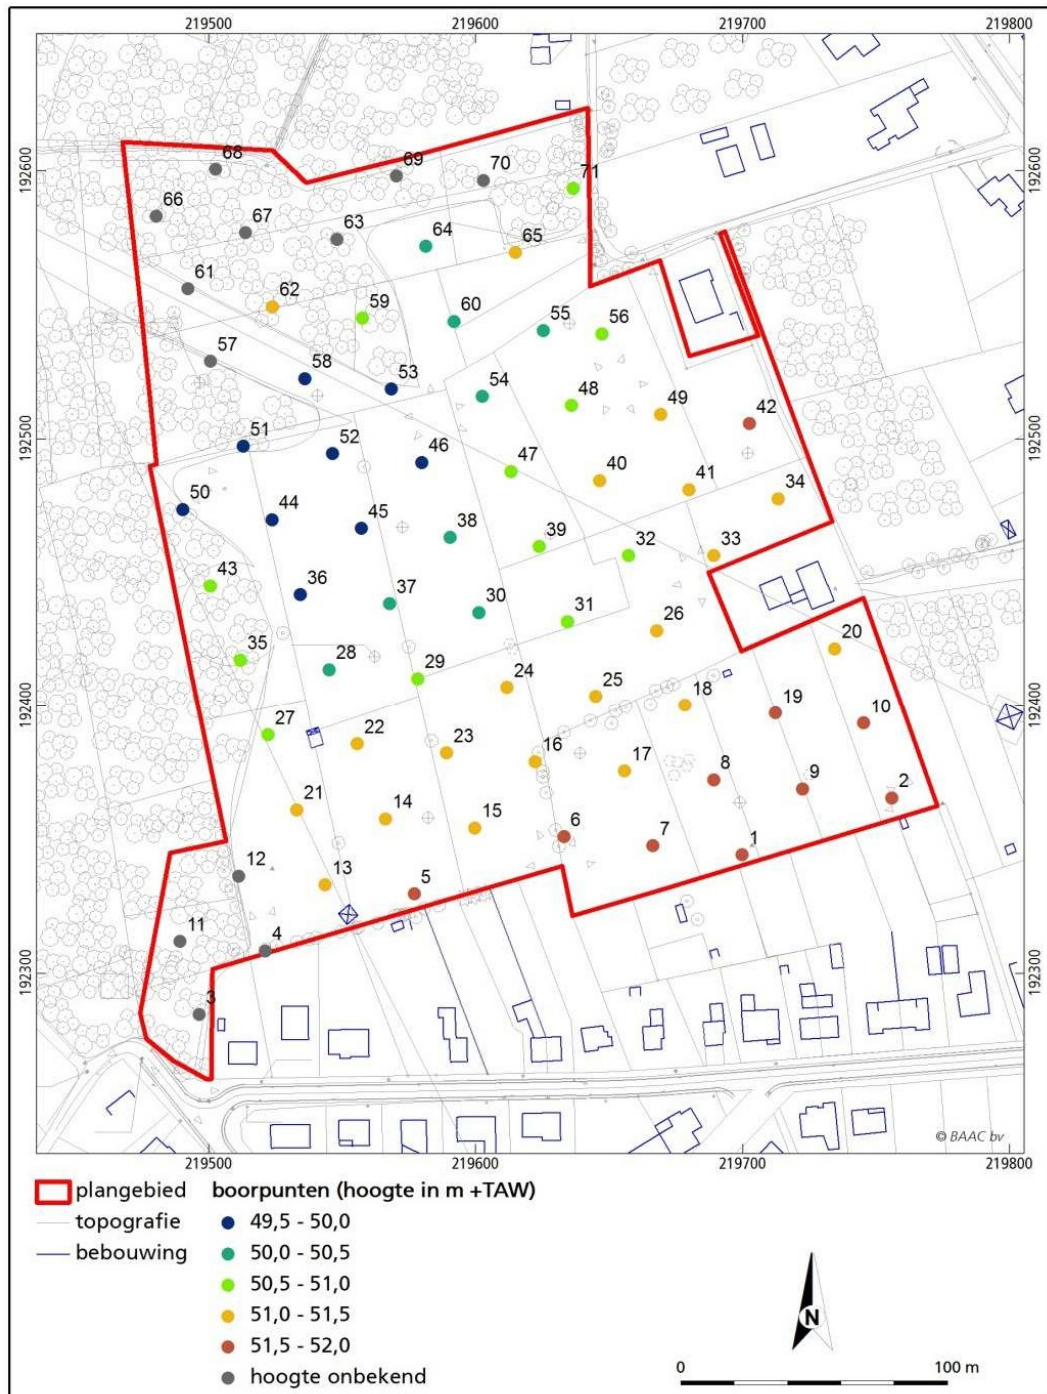 219500 219600 219700 219800
68 69 70 71
192600 192600
66 67 63 64 65
61 62 59 60 55 56
57 58 53 54 48 49 42
51 52 46 47 40 41 34
192500 192500
50 44 45 38 39 32 33
43 36 37 30 31 26
35 28 29 24 25 18 20
192400 192400
27 22 23 16 17 19 10
21 14 15 6 8 9 2
12 13 5 7 1
11 4
192300 192300
3
© BAAC bv
219500 219600 219700 219800
plangebied boorpunten (hoogte in m +TAW)
topografie 49,5 - 50,0
bebouwing 50,0 - 50,5
50,5 - 51,0
51,0 - 51,5
51,5 - 52,0
hoogte onbekend
N
0 100 m